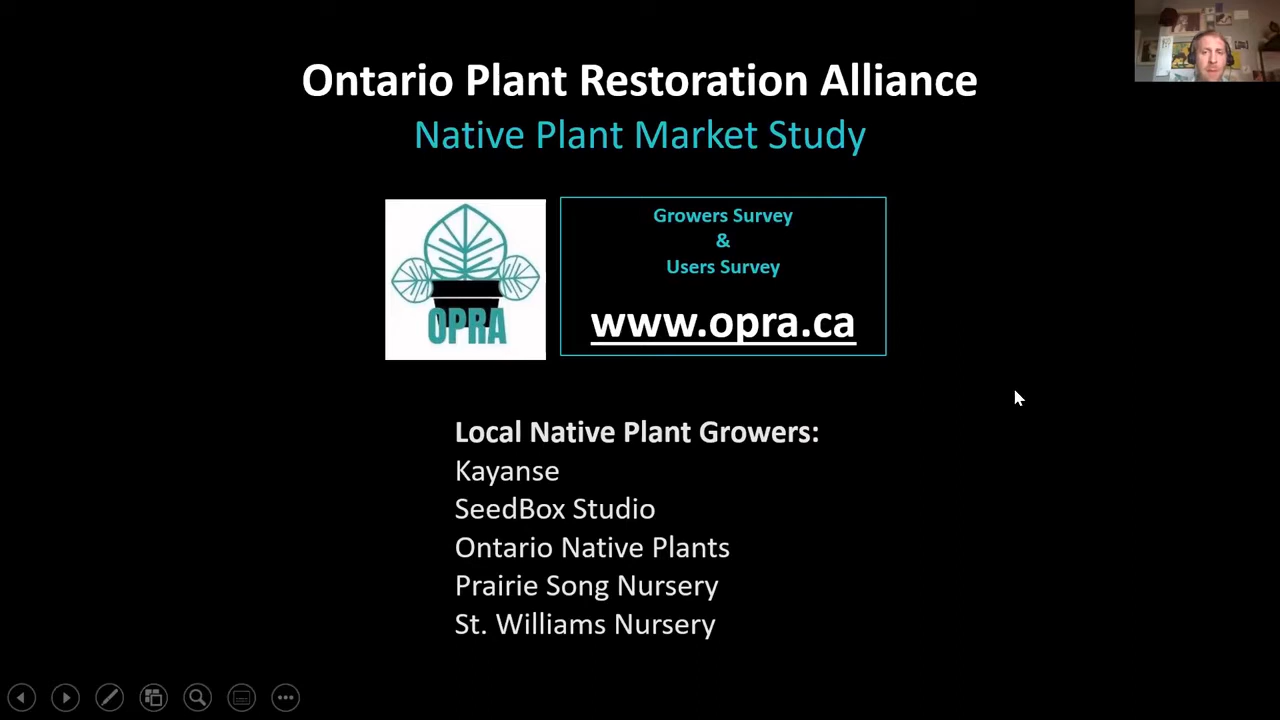 Ontario Plant Restoration Alliance
Native Plant Market Study
OPRA
Growers Survey
&
Users Survey
www.opra.ca
Local Native Plant Growers:
Kayanse
SeedBox Studio
Ontario Native Plants
Prairie Song Nursery
St. Williams Nursery